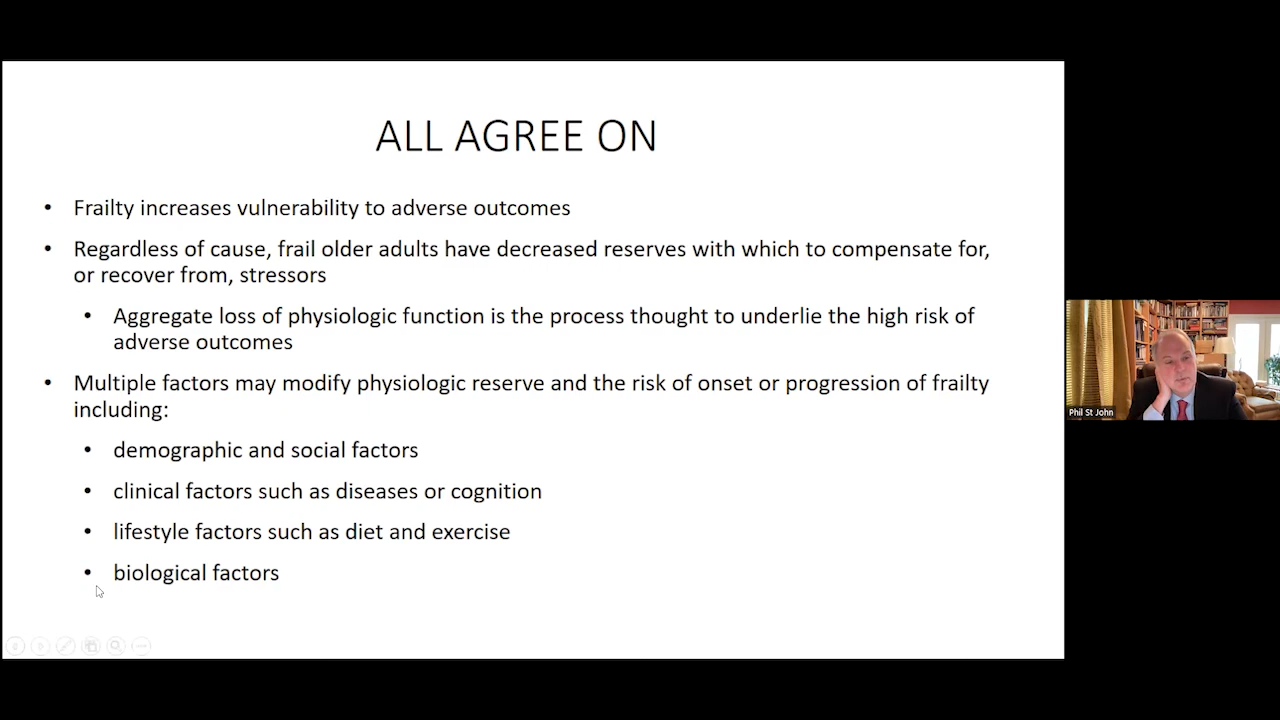 ALL AGREE ON
• Frailty increases vulnerability to adverse outcomes
• Regardless of cause, frail older adults have decreased reserves with which to compensate for,
or recover from, stressors
• Aggregate loss of physiologic function is the process thought to underlie the high risk of
adverse outcomes
• Multiple factors may modify physiologic reserve and the risk of onset or progression of frailty
including:
• demographic and social factors
• clinical factors such as diseases or cognition
• lifestyle factors such as diet and exercise
• biological factors
Phil St John